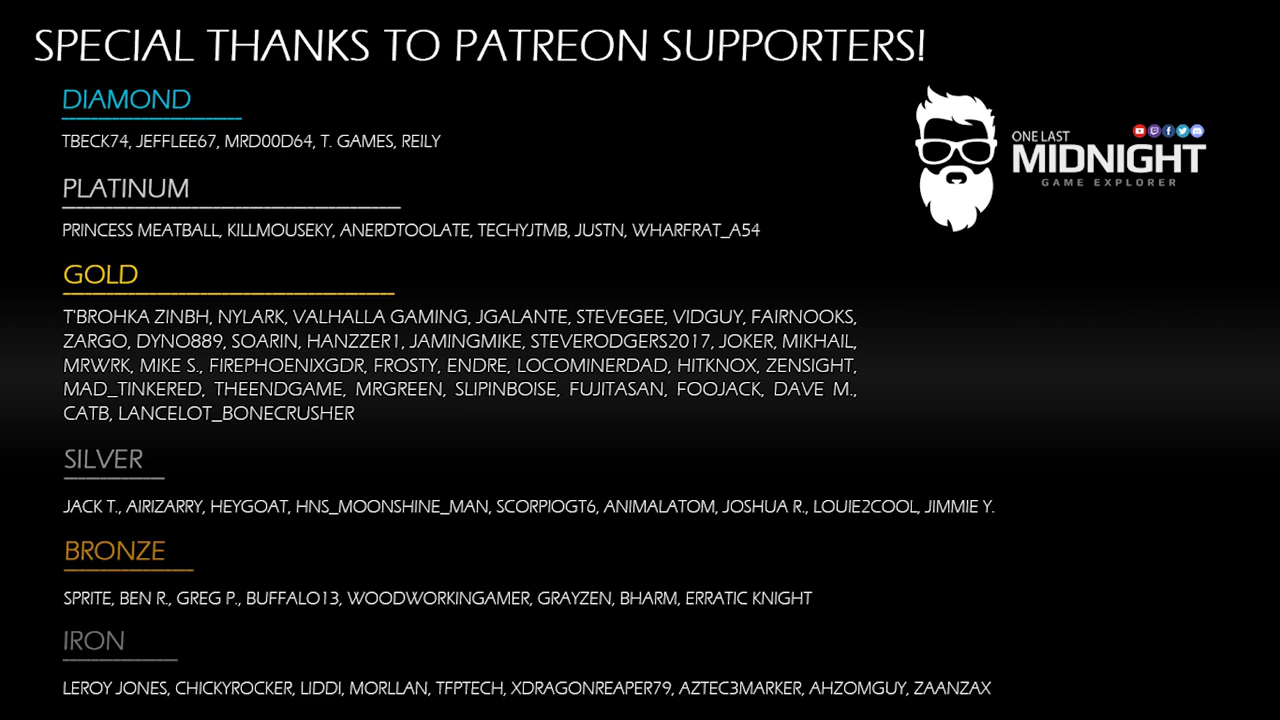 SPECIAL THANKS TO PATREON SUPPORTERS!
DIAMOND
TBECK74, JEFFLEE67, MRD00D64, T. GAMES, REILY
ONE LAST
MIDNIGHT
GAME EXPLORER
PLATINUM
PRINCESS MEATBALL, KILLMOUSEKY, ANERDTOOLATE, TECHYJTMB, JUSTN, WHARFRAT_A54
GOLD
T'BROHKA ZINBH, NYLARK, VALHALLA GAMING, JGALANTE, STEVEGEE, VIDGUY, FAIRNOOKS,
ZARGO, DYNO889, SOARIN, HANZZER1, JAMINGMIKE, STEVERODGERS2017, JOKER, MIKHAIL,
MRWRK, MIKE S., FIREPHOENIXGDR, FROSTY, ENDRE, LOCOMINERDAD, HITKNOX, ZENSIGHT,
MAD_TINKERED, THEENDGAME, MRGREEN, SLIPINBOISE, FUJITASAN, FOOJACK, DAVE M.,
CATB, LANCELOT_BONECRUSHER
SILVER
JACK T., AIRIZARRY, HEYGOAT, HNS_MOONSHINE_MAN, SCORPIOGT6, ANIMALATOM, JOSHUA R., LOUIE2COOL, JIMMIE Y.
BRONZE
SPRITE, BEN R., GREG P., BUFFALO13, WOODWORKINGAMER, GRAYZEN, BHARM, ERRATIC KNIGHT
IRON
LEROY JONES, CHICKYROCKER, LIDDI, MORLLAN, TFPTECH, XDRAGONREAPER79, AZTEC3MARKER, AHZOMGUY, ZAANZAX